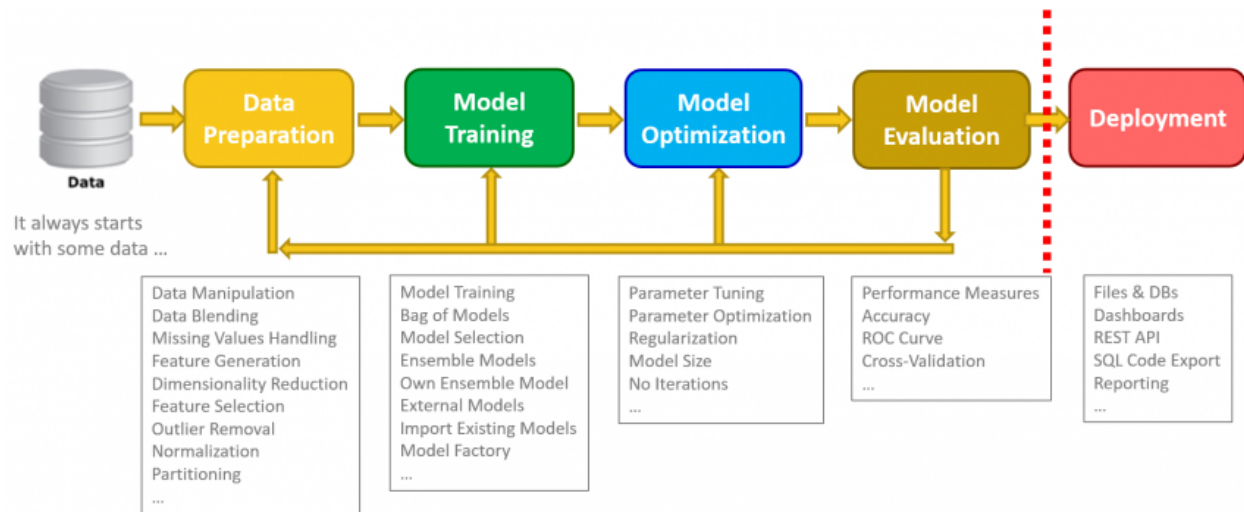 Data
Preparation
Model
Training
Model
Optimization
Model
Evaluation
Deployment
Data
It always starts
with some data ...
Data Manipulation
Data Blending
Missing Values Handling
Feature Generation
Dimensionality Reduction
Feature Selection
Outlier Removal
Normalization
Partitioning
...
Model Training
Bag of Models
Model Selection
Ensemble Models
Own Ensemble Model
External Models
Import Existing Models
Model Factory
...
Parameter Tuning
Parameter Optimization
Regularization
Model Size
No Iterations
...
Performance Measures
Accuracy
ROC Curve
Cross-Validation
...
Files & DBs
Dashboards
REST API
SQL Code Export
Reporting
...